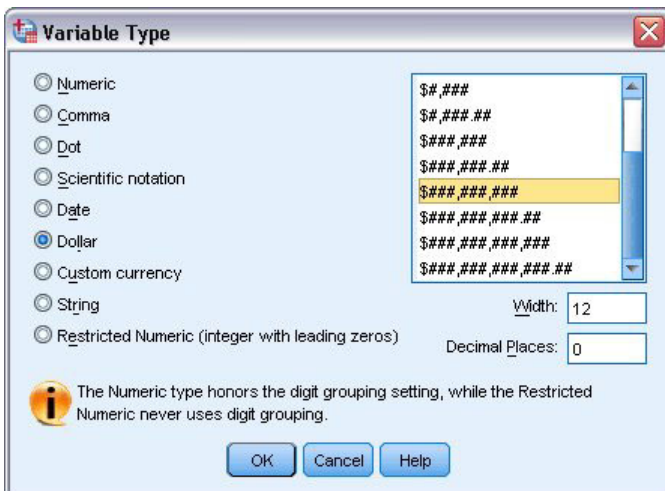 Variable Type
Numeric
Comma
Dot
Scientific notation
Date
Dollar
Custom currency
String
Restricted Numeric (integer with leading zeros)
$#,###
$#,###.##
$###,###
$###,###.##
$###,###,###
$###,###,###.##
$###,###,###,###
$###,###,###,###.##
Width: 12
Decimal Places: 0
The Numeric type honors the digit grouping setting, while the Restricted
Numeric never uses digit grouping.
OK Cancel Help